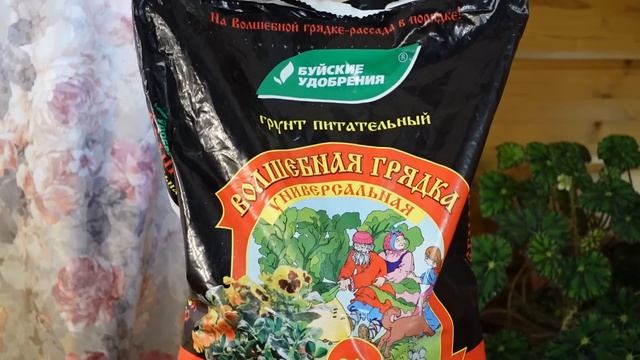 На Волшебной грядке-рассада в порядке!
БУЙСКИЕ
УДОБРЕНИЯ
®
ГРУНТ ПИТАТЕЛЬНЫЙ
ВОЛШЕБНАЯ ГРЯДКА
УНИВЕРСАЛЬНАЯ